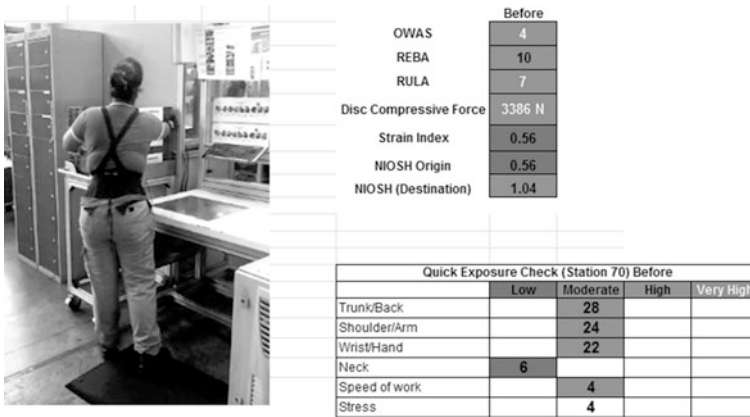 Before
OWAS 4
REBA 10
RULA 7
Disc Compressive Force 3386 N
Strain Index 0.56
NIOSH Origin 0.56
NIOSH (Destination) 1.04
Quick Exposure Check (Station 70) Before
Low Moderate High Very High
Trunk/Back 28
Shoulder/Arm 24
Wrist/Hand 22
Neck 6
Speed of work 4
Stress 4